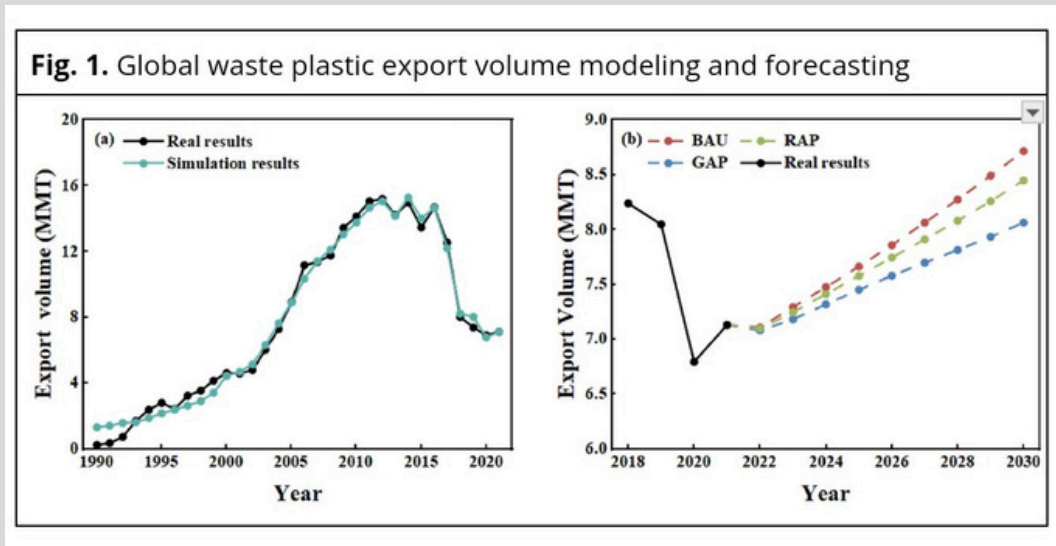 Fig. 1. Global waste plastic export volume modeling and forecasting
(a)
Real results
Simulation results
Export volume (MMT)
20
16
12
8
4
0
1990 1995 2000 2005 2010 2015 2020
Year
(b)
BAU RAP
GAP Real results
Export Volume (MMT)
9.0
8.5
8.0
7.5
7.0
6.5
6.0
2018 2020 2022 2024 2026 2028 2030
Year